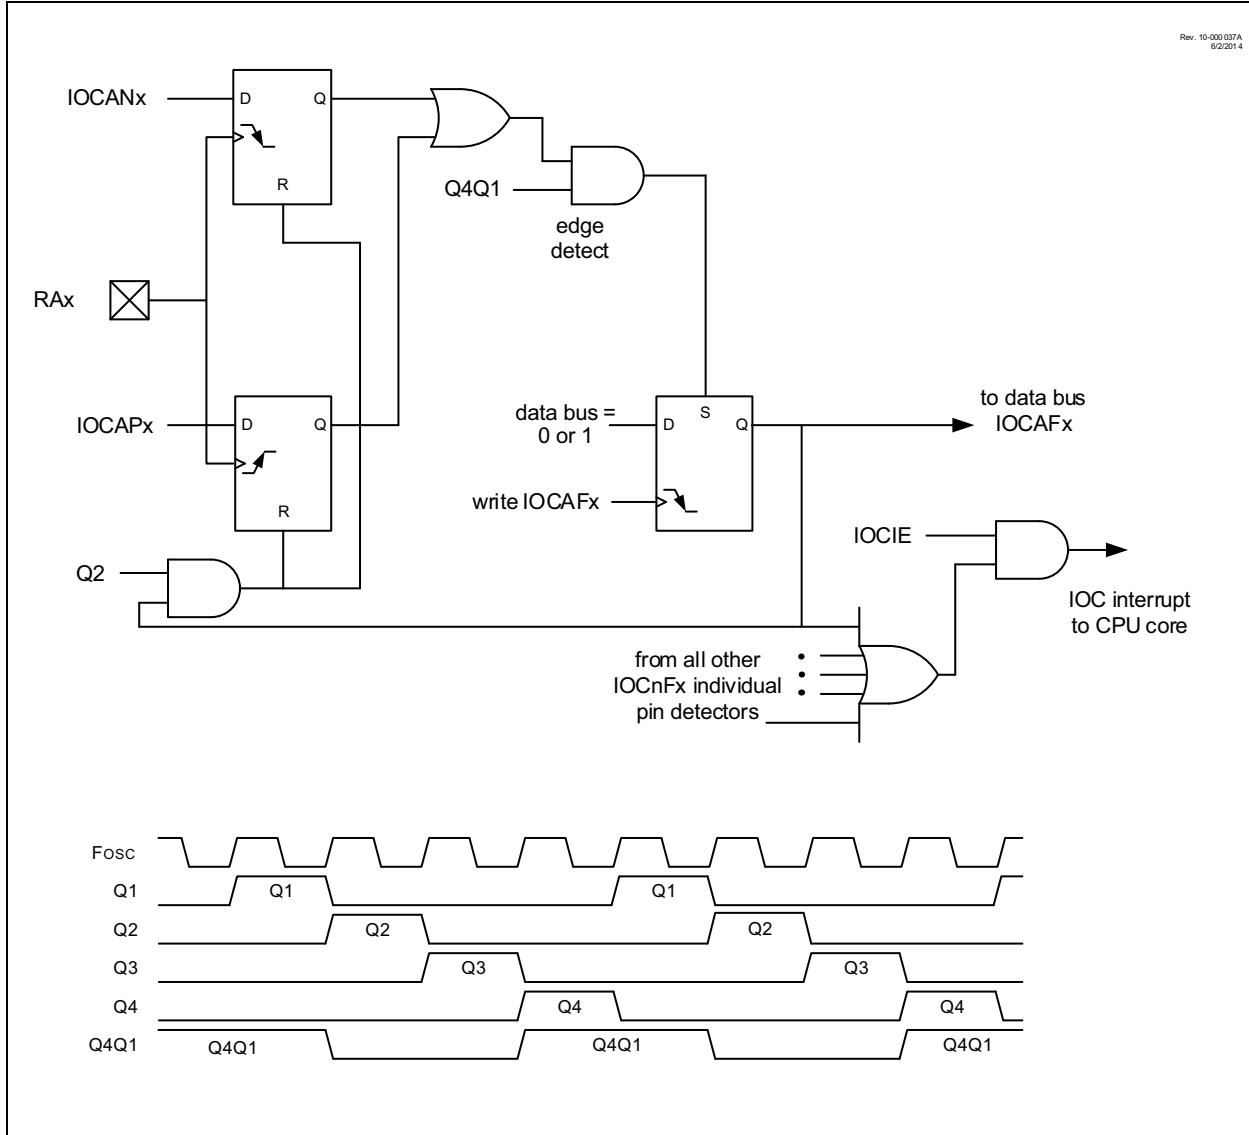 Rev. 10-000 037A
6/2/201 4
IOCANx
D
Q
R
Q4Q1
edge
detect
RAx
IOCAPx
D
Q
R
data bus =
0 or 1
S
D
Q
to data bus
IOCAFx
write IOCAFx
IOCIE
Q2
IOC interrupt
to CPU core
from all other
IOCnFx individual
pin detectors
FOSC
Q1
Q1
Q1
Q2
Q2
Q2
Q3
Q3
Q3
Q4
Q4
Q4
Q4Q1
Q4Q1
Q4Q1
Q4Q1